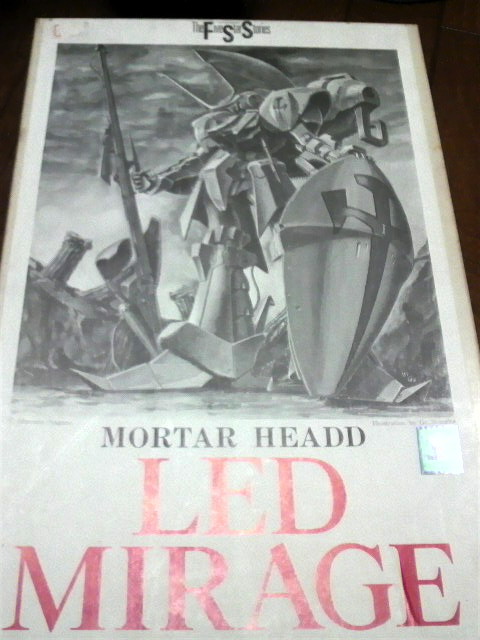 The Five Star Stories
MORTAR HEADD
LED
MIRAGE